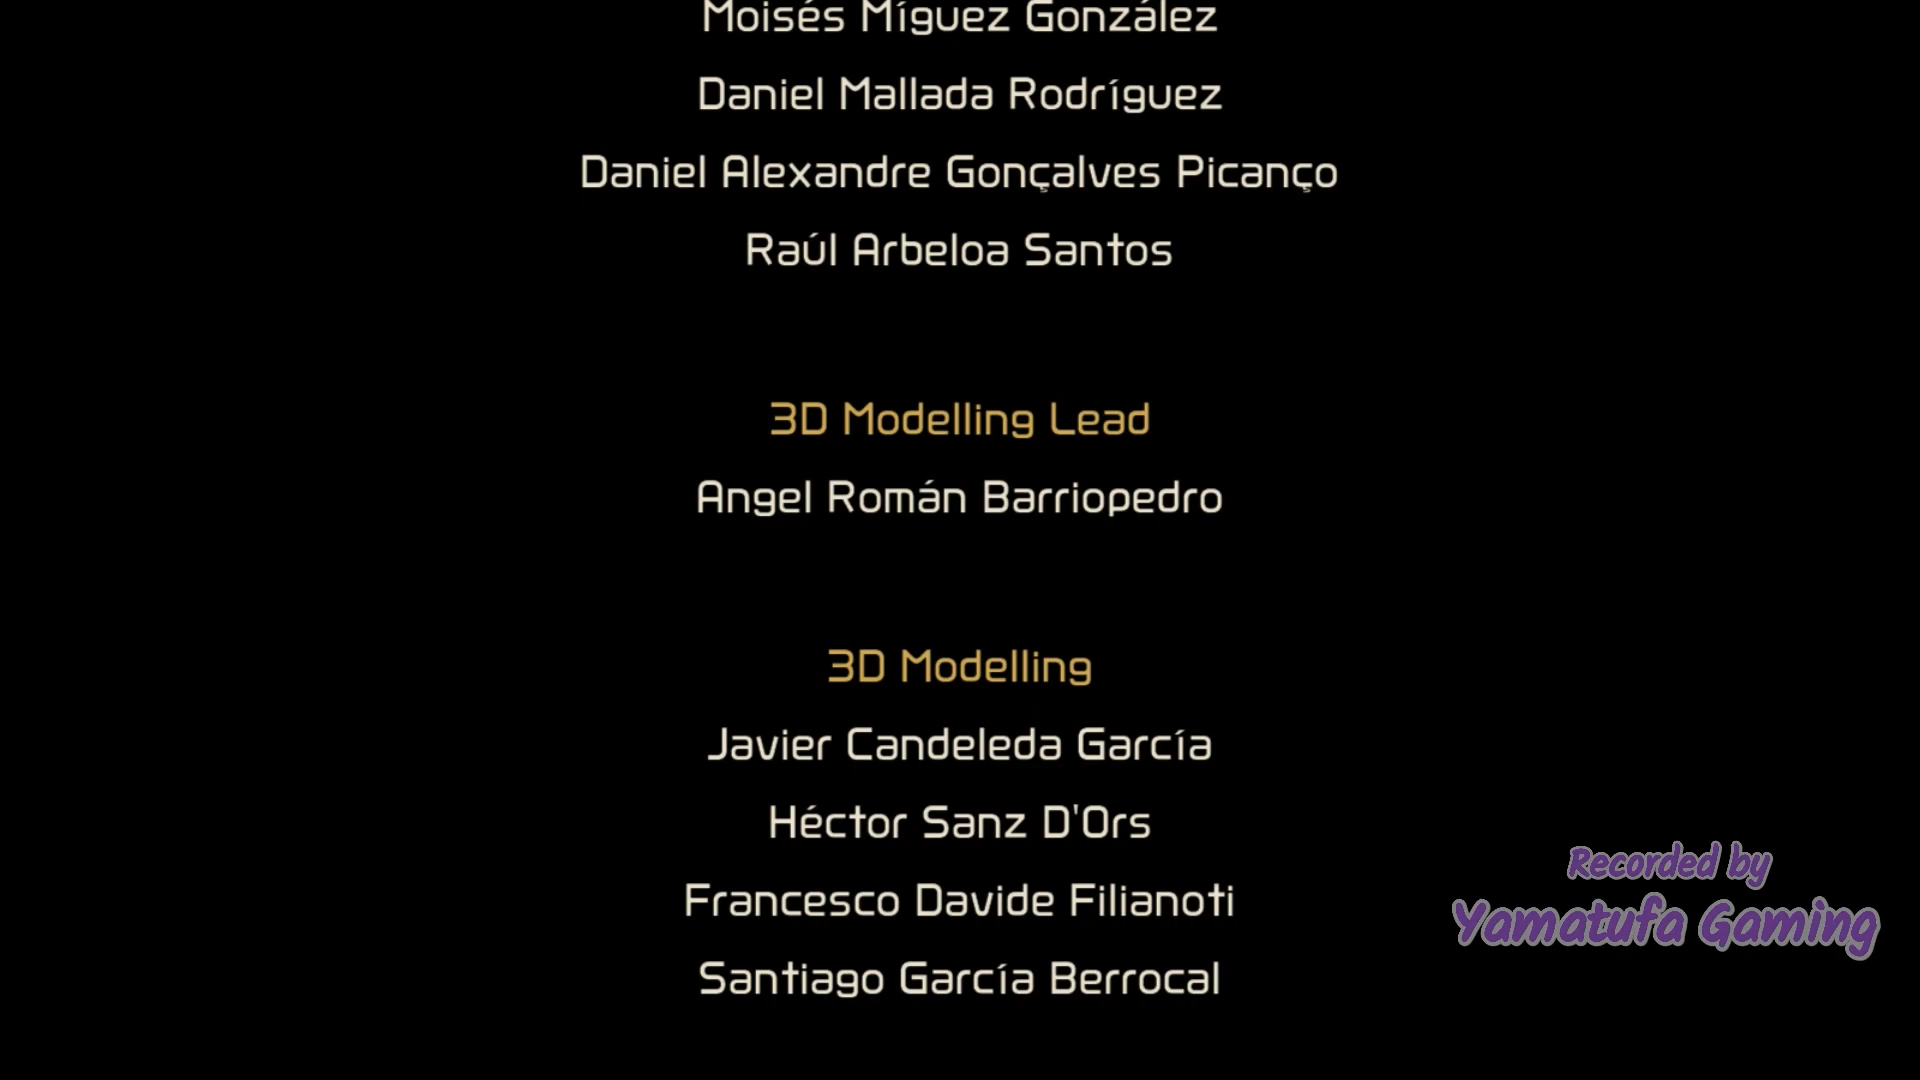 Moisés Míguez González
Daniel Mallada Rodríguez
Daniel Alexandre Gonçalves Picanço
Raúl Arbeloa Santos
3D Modelling Lead
Angel Román Barriopedro
3D Modelling
Javier Candeleda García
Héctor Sanz D'Ors
Francesco Davide Filianoti
Santiago García Berrocal
Recorded by
Yamatufa Gaming